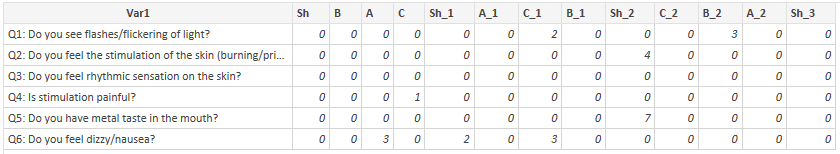 Var1 Sh B A C Sh_1 A_1 C_1 B_1 Sh_2 C_2 B_2 A_2 Sh_3
Q1: Do you see flashes/flickering of light? 0 0 0 0 0 0 2 0 0 0 3 0 0
Q2: Do you feel the stimulation of the skin (burning/pri... 0 0 0 0 0 0 0 0 4 0 0 0 0
Q3: Do you feel rhythmic sensation on the skin? 0 0 0 0 0 0 0 0 0 0 0 0 0
Q4: Is stimulation painful? 0 0 0 1 0 0 0 0 0 0 0 0 0
Q5: Do you have metal taste in the mouth? 0 0 0 0 0 0 0 0 7 0 0 0 0
Q6: Do you feel dizzy/nausea? 0 0 3 0 2 0 3 0 0 0 0 0 0